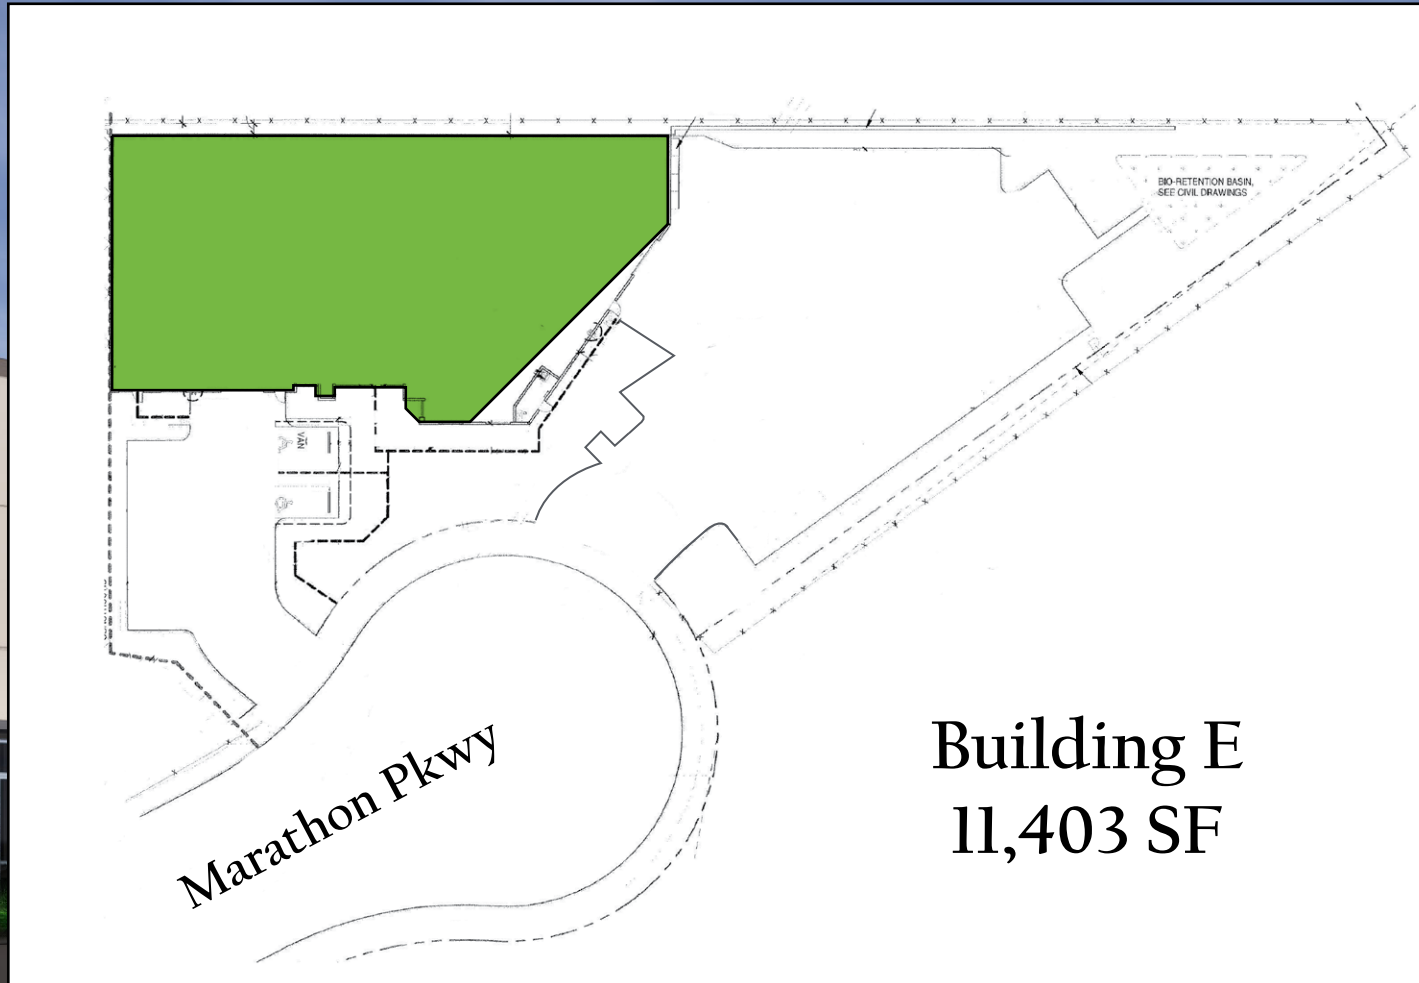 BIO-RETENTION BASIN,
SEE CIVIL DRAWINGS
VAN
Marathon Pkwy
Building E
11,403 SF